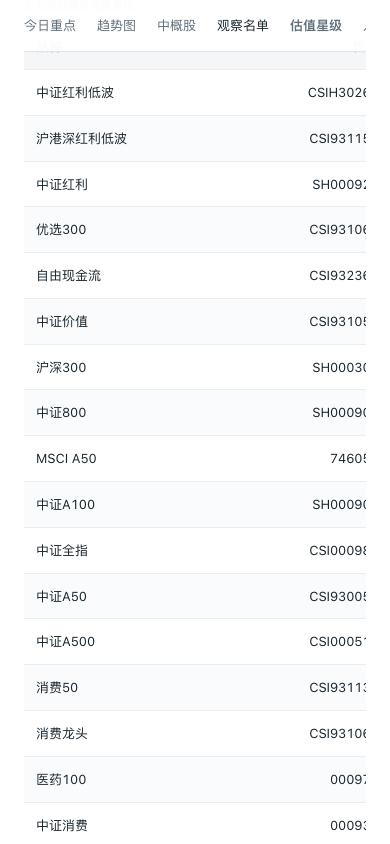 今日重点 趋势图 中概股 观察名单 估值星级
中证红利低波 CSIH3026
沪港深红利低波 CSI93115
中证红利 SH00092
优选300 CSI93106
自由现金流 CSI93236
中证价值 CSI93105
沪深300 SH00030
中证800 SH00090
MSCI A50 74605
中证A100 SH00090
中证全指 CSI00098
中证A50 CSI93005
中证A500 CSI00051
消费50 CSI93113
消费龙头 CSI93106
医药100 00097
中证消费 00093